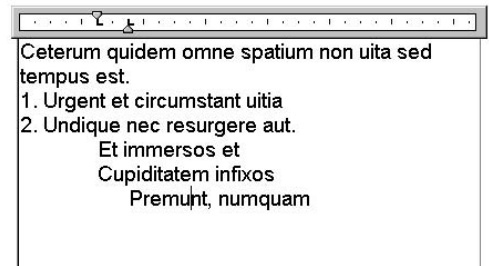 Ceterum quidem omne spatium non uita sed
tempus est.
1. Urgent et circumstant uitia
2. Undique nec resurgere aut.
Et immersos et
Cupiditatem infixos
Premunt, numquam